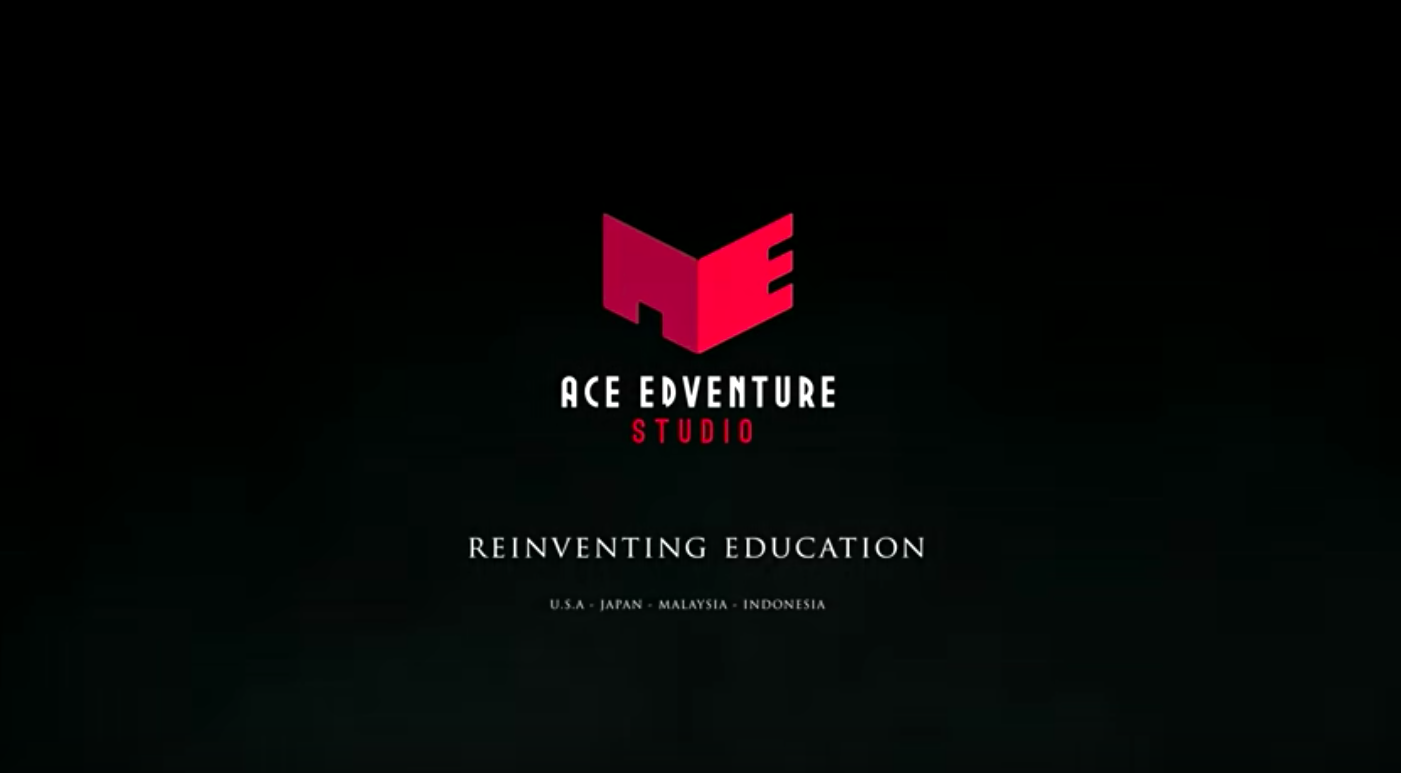 ACE EDVENTURE
STUDIO
REINVENTING EDUCATION
U.S.A - JAPAN - MALAYSIA - INDONESIA